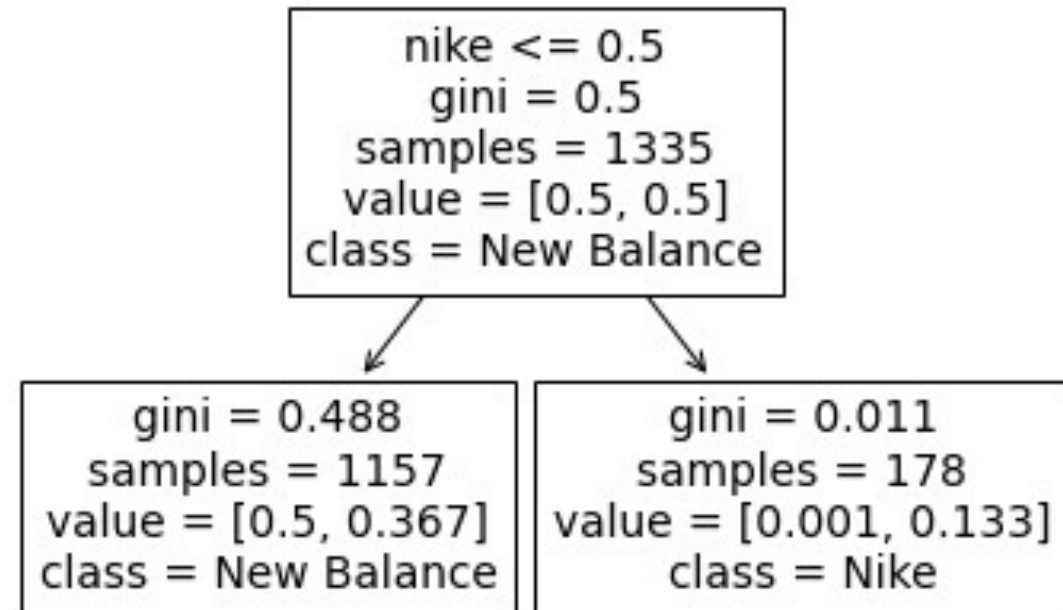 nike <= 0.5
gini = 0.5
samples = 1335
value = [0.5, 0.5]
class = New Balance
gini = 0.488
samples = 1157
value = [0.5, 0.367]
class = New Balance
gini = 0.011
samples = 178
value = [0.001, 0.133]
class = Nike